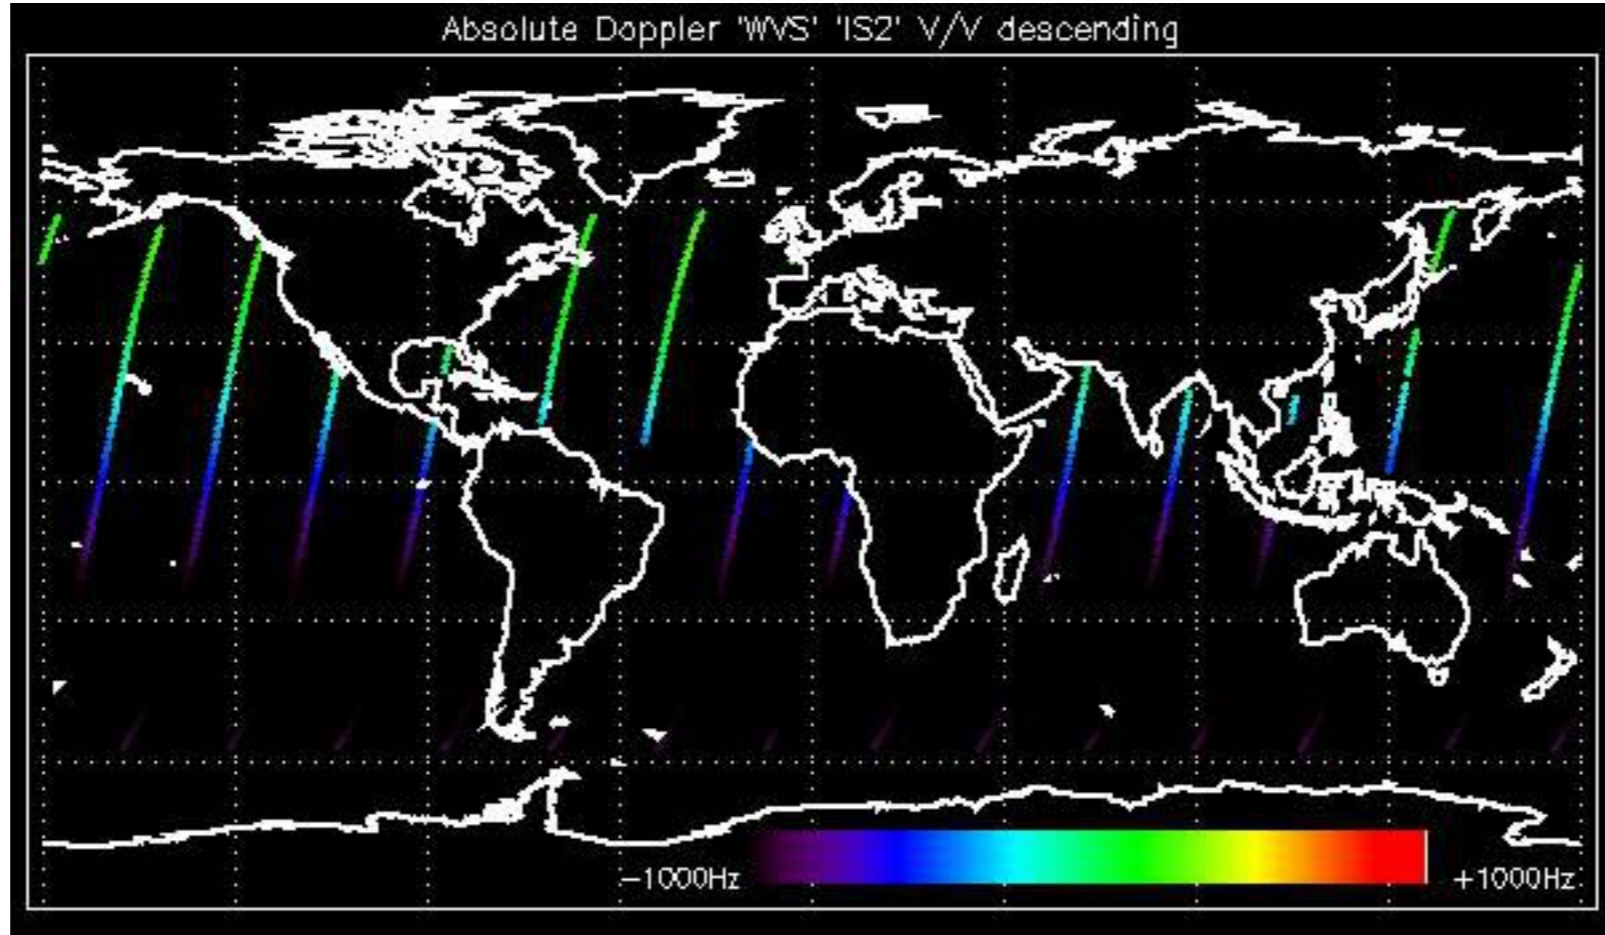 Absolute Doppler 'WVS' 'IS2' V/V descending
-1000Hz +1000Hz